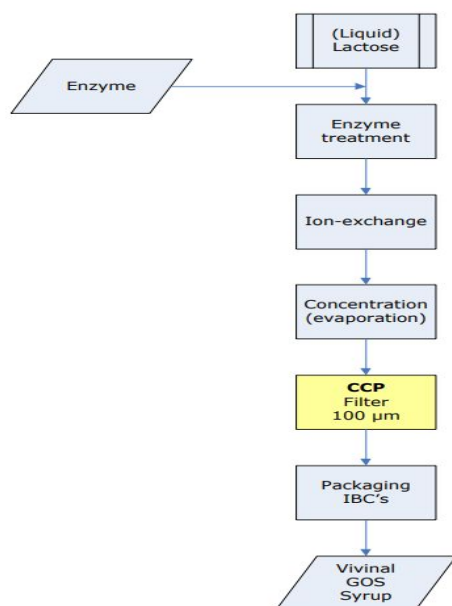 (Liquid)
Lactose
Enzyme
Enzyme
treatment
Ion-exchange
Concentration
(evaporation)
CCP
Filter
100 µm
Packaging
IBC's
Vivinal
GOS
Syrup